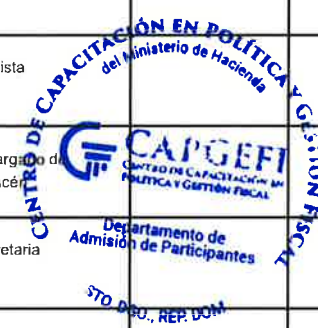 CENTRO DE CAPACITACIÓN EN POLÍTICA Y GESTIÓN FISCAL
del Ministerio de Hacienda
ista
CAPGEFI
CENTRO DE CAPACITACIÓN EN
POLÍTICA Y GESTIÓN FISCAL
argado de
acén
Departamento de
Admisión de Participantes
retaria
STO DGO., REP. DOM